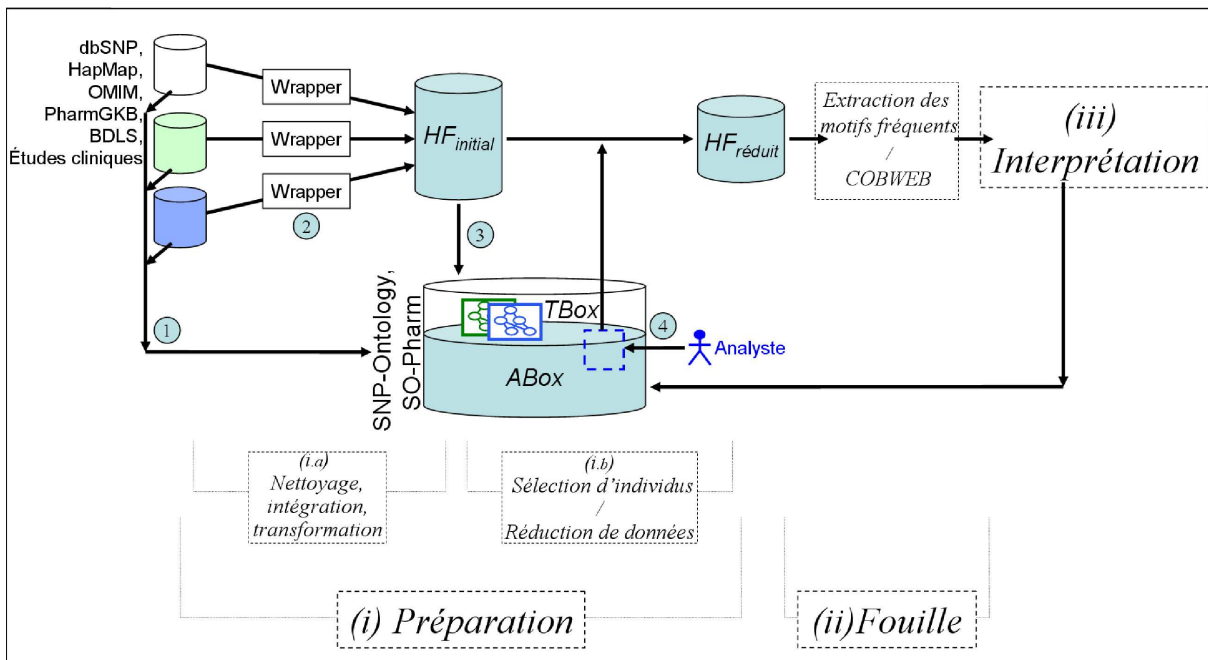 dbSNP,
HapMap,
OMIM,
PharmGKB,
BDLS,
Études cliniques
Wrapper
Wrapper
Wrapper
2
HFinitial
HFréduit
Extraction des
motifs fréquents
/
COBWEB
(iii)
Interprétation
3
1
SNP-Ontology,
SO-Pharm
TBox
ABox
4
Analyste
(i.a)
Nettoyage,
intégration,
transformation
(i.b)
Sélection d'individus
/
Réduction de données
(i) Préparation
(ii)Fouille